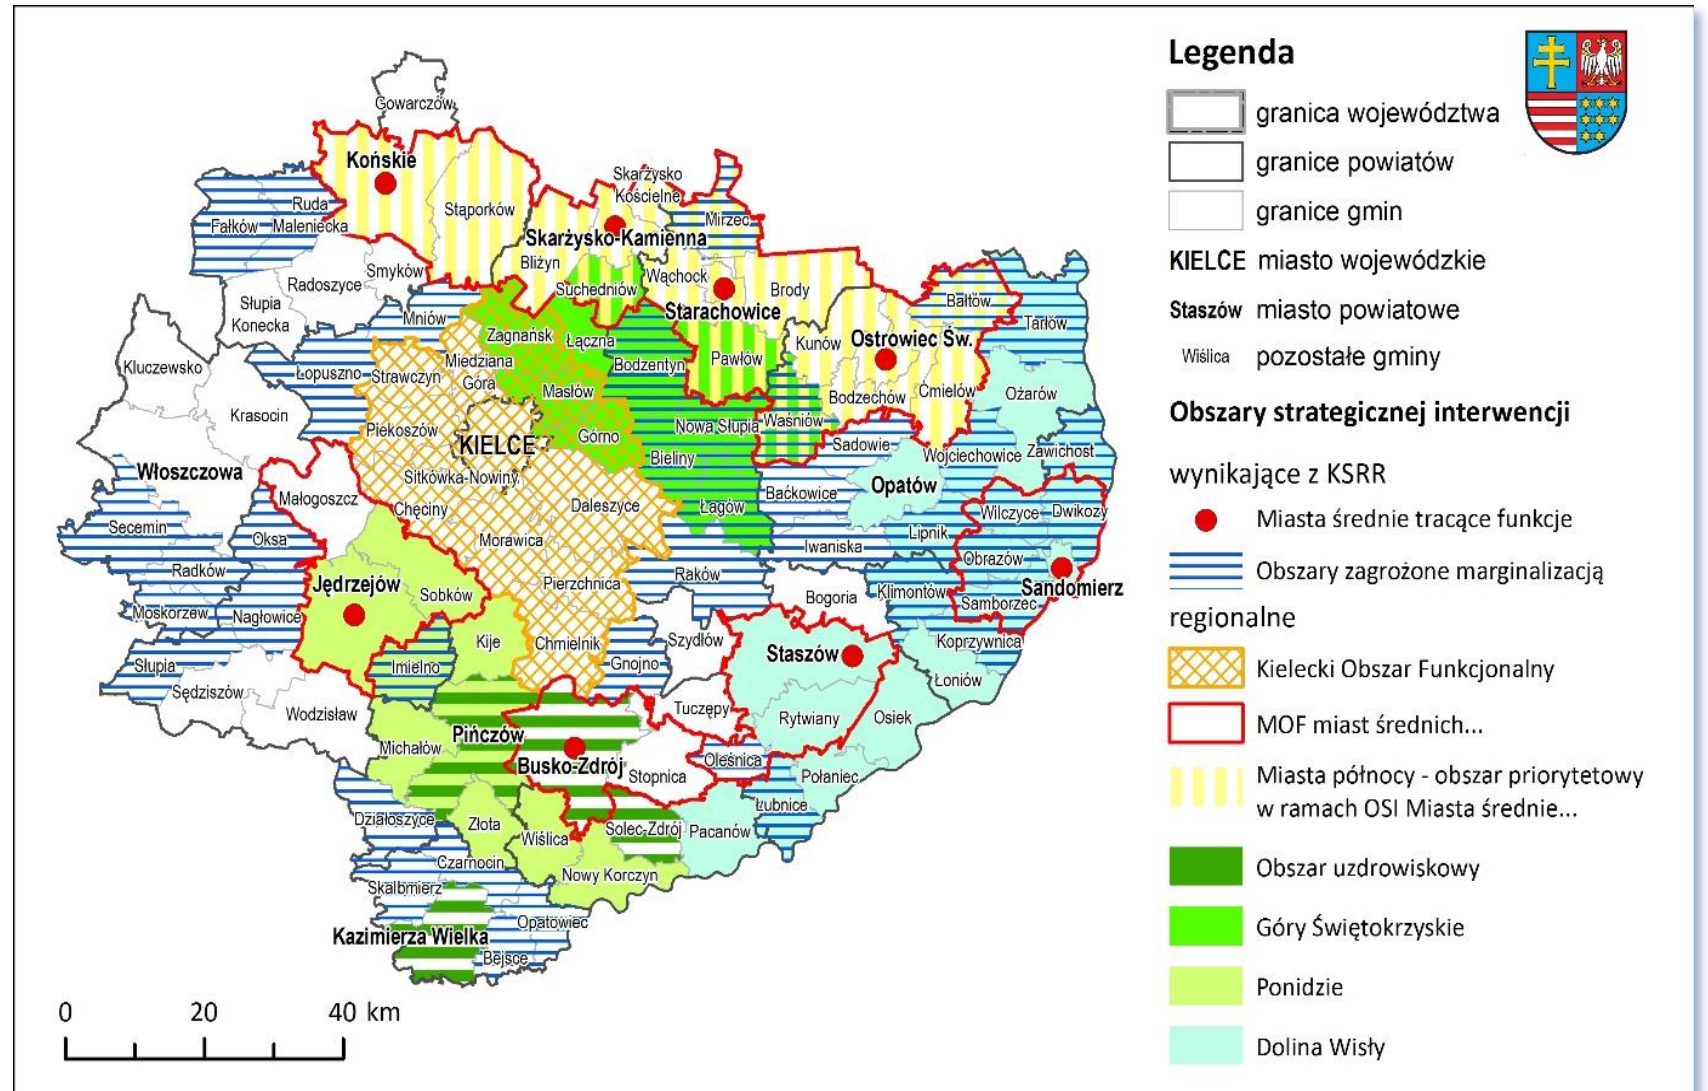 Gowarczów
Końskie
Stąporków
Ruda
Maleniecka
Fałków
Radoszyce
Smyków
Słupia
Konecka
Skarżysko
Kościelne
Skarżysko-Kamienna
Bliżyn
Suchedniów
Mirzec
Wąchock
Starachowice
Brody
Bałtów
Tarłów
Kunów
Ostrowiec Św.
Bodzechów
Ćmielów
Ożarów
Mniów
Zagnańsk
Łączna
Bodzentyn
Pawłów
Kluczewsko
Łopuszno
Strawczyn
Miedziana
Góra
Masłów
Krasocin
Piekoszów
KIELCE
Górno
Nowa Słupia
Waśniów
Sadowie
Wojciechowice
Zawichost
Bieliny
Włoszczowa
Małogoszcz
Sitkówka-Nowiny
Chęciny
Daleszyce
Łagów
Baćkowice
Opatów
Wilczyce
Dwikozy
Secemin
Oksa
Morawica
Iwaniska
Lipnik
Obrazów
Sandomierz
Radków
Jędrzejów
Sobków
Pierzchnica
Raków
Bogoria
Klimontów
Samborzec
Moskorzew
Nagłowice
Kije
Chmielnik
Szydłów
Koprzywnica
Słupia
Imielno
Gnojno
Staszów
Łoniów
Sędziszów
Wodzisław
Tuczępy
Rytwiany
Osiek
Michałów
Pińczów
Busko-Zdrój
Stopnica
Oleśnica
Połaniec
Łubnice
Działoszyce
Złota
Wiślica
Solec-Zdrój
Pacanów
Czarnocin
Skalbmierz
Nowy Korczyn
Opatowiec
Kazimierza Wielka
Bejsce
0 20 40 km
Legenda
granica województwa
granice powiatów
granice gmin
KIELCE miasto wojewódzkie
Staszów miasto powiatowe
Wiślica pozostałe gminy
Obszary strategicznej interwencji
wynikające z KSRR
Miasta średnie tracące funkcje
Obszary zagrożone marginalizacją
regionalne
Kielecki Obszar Funkcjonalny
MOF miast średnich...
Miasta północy - obszar priorytetowy
w ramach OSI Miasta średnie...
Obszar uzdrowiskowy
Góry Świętokrzyskie
Ponidzie
Dolina Wisły